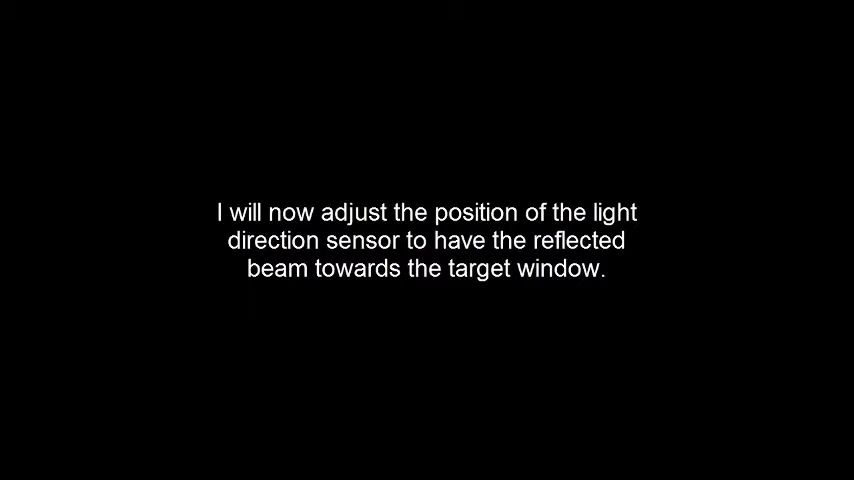 I will now adjust the position of the light
direction sensor to have the reflected
beam towards the target window.